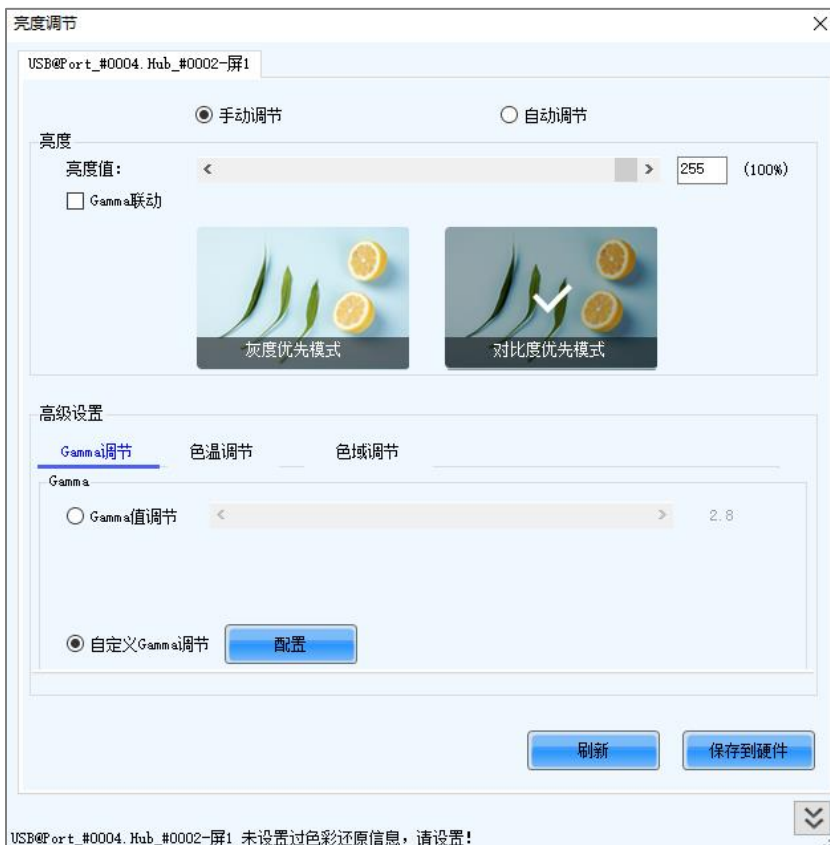 亮度调节
USB@Port_#0004.Hub_#0002-屏1
手动调节 自动调节
亮度
亮度值: 255 (100%)
Gamma联动
灰度优先模式 对比度优先模式
高级设置
Gamma调节 色温调节 色域调节
Gamma
Gamma值调节 2.8
自定义Gamma调节 配置
刷新 保存到硬件
USB@Port_#0004.Hub_#0002-屏1 未设置过色彩还原信息，请设置!